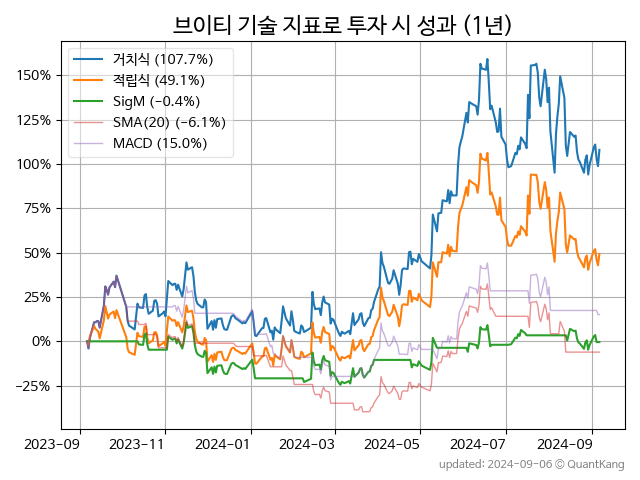 브이티 기술 지표로 투자 시 성과 (1년)
거치식 (107.7%)
적립식 (49.1%)
SigM (−0.4%)
SMA(20) (−6.1%)
MACD (15.0%)
150%
125%
100%
75%
50%
25%
0%
−25%
2023−09 2023−11 2024−01 2024−03 2024−05 2024−07 2024−09
updated: 2024−09−06 ⓒ QuantKang